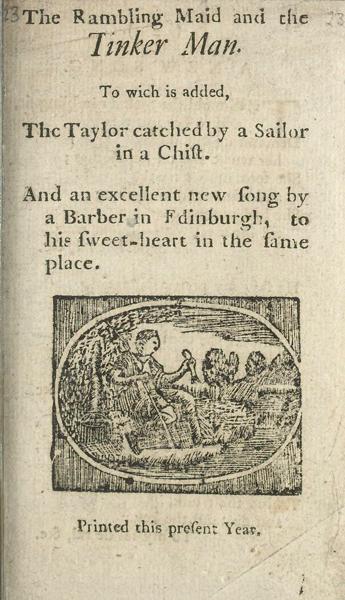 23 The Rambling Maid and the 23
Tinker Man.
To wich is added,
The Taylor catched by a Sailor
in a Chiſt.
And an excellent new ſong by
a Barber in Fdinburgh, to
his ſweet-heart in the ſame
place.
Printed this preſent Year.